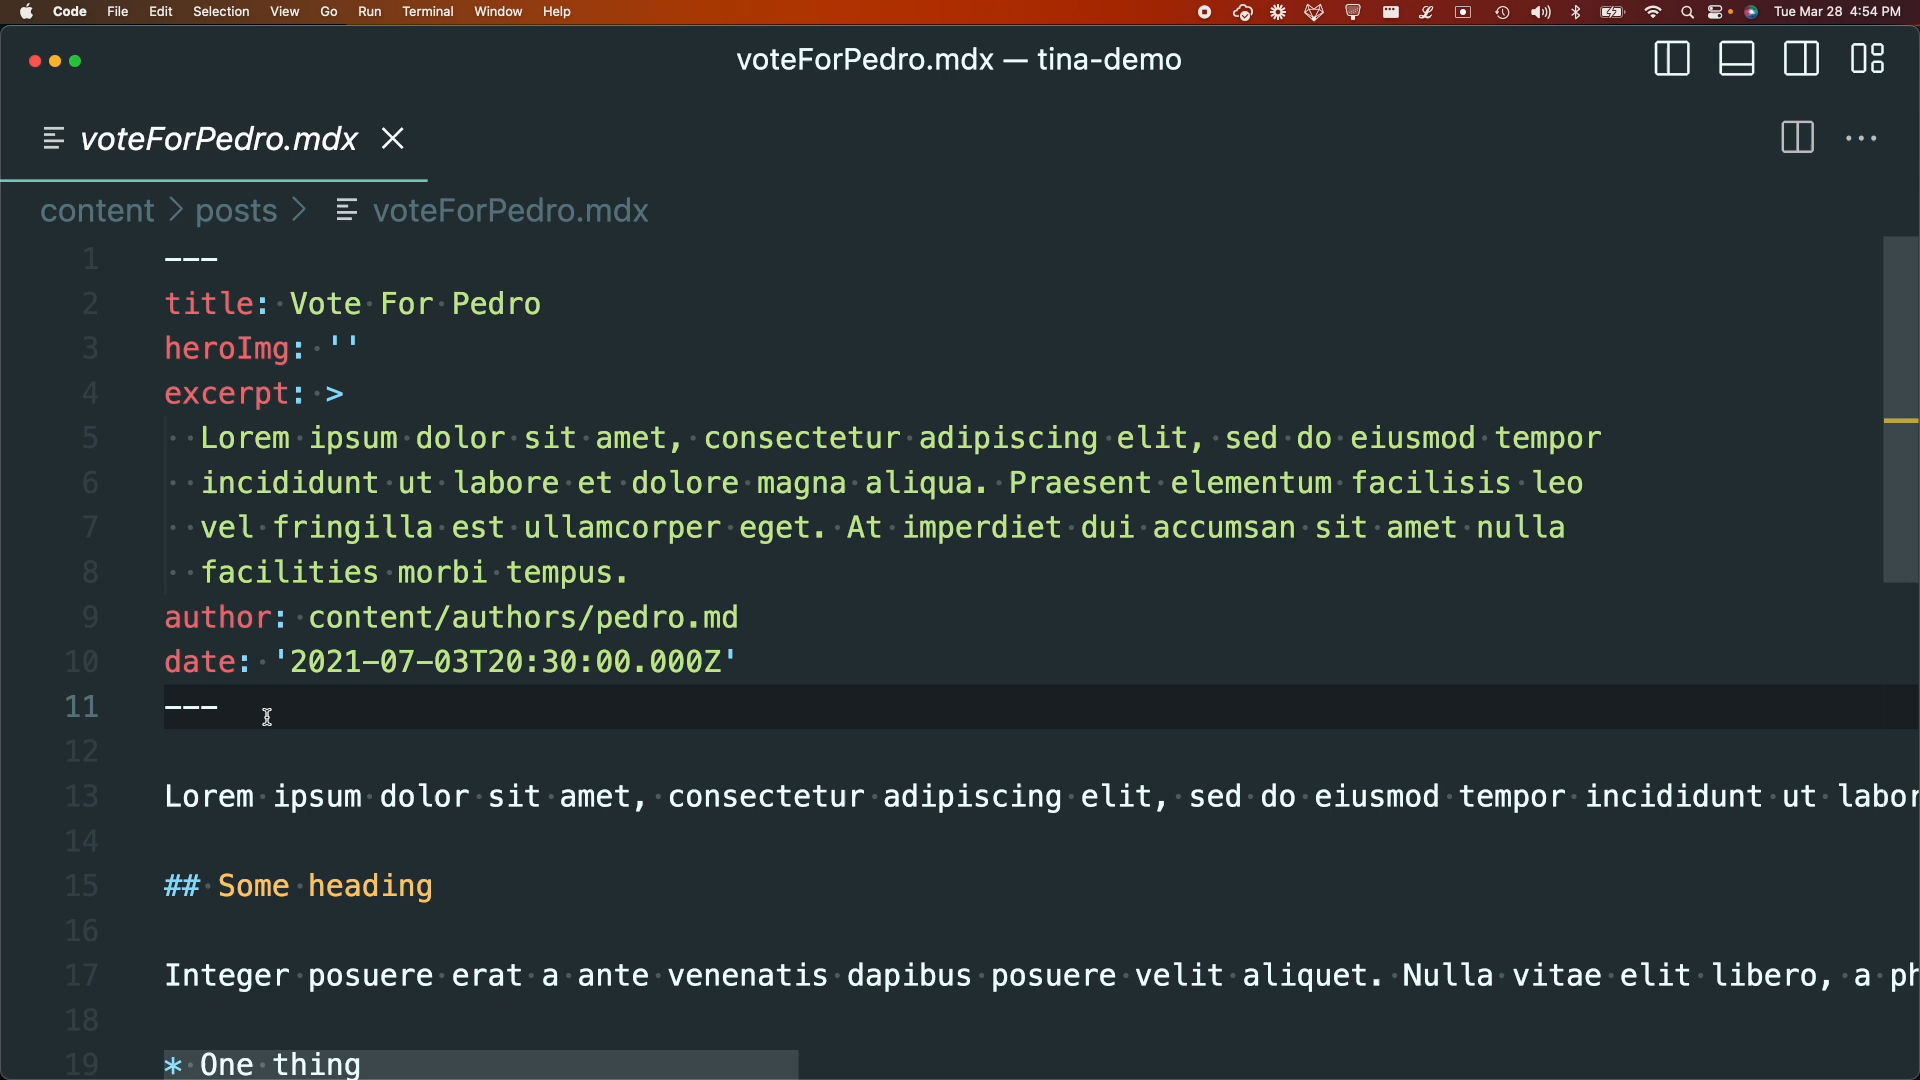 Code File Edit Selection View Go Run Terminal Window Help Tue Mar 28 4:54 PM
voteForPedro.mdx — tina-demo
voteForPedro.mdx
content > posts > voteForPedro.mdx
1 ---
2 title: Vote For Pedro
3 heroImg: ''
4 excerpt: >
5 Lorem ipsum dolor sit amet, consectetur adipiscing elit, sed do eiusmod tempor
6 incididunt ut labore et dolore magna aliqua. Praesent elementum facilisis leo
7 vel fringilla est ullamcorper eget. At imperdiet dui accumsan sit amet nulla
8 facilities morbi tempus.
9 author: content/authors/pedro.md
10 date: '2021-07-03T20:30:00.000Z'
11 ---
12
13 Lorem ipsum dolor sit amet, consectetur adipiscing elit, sed do eiusmod tempor incididunt ut labor
14
15 ## Some heading
16
17 Integer posuere erat a ante venenatis dapibus posuere velit aliquet. Nulla vitae elit libero, a ph
18
19 * One thing